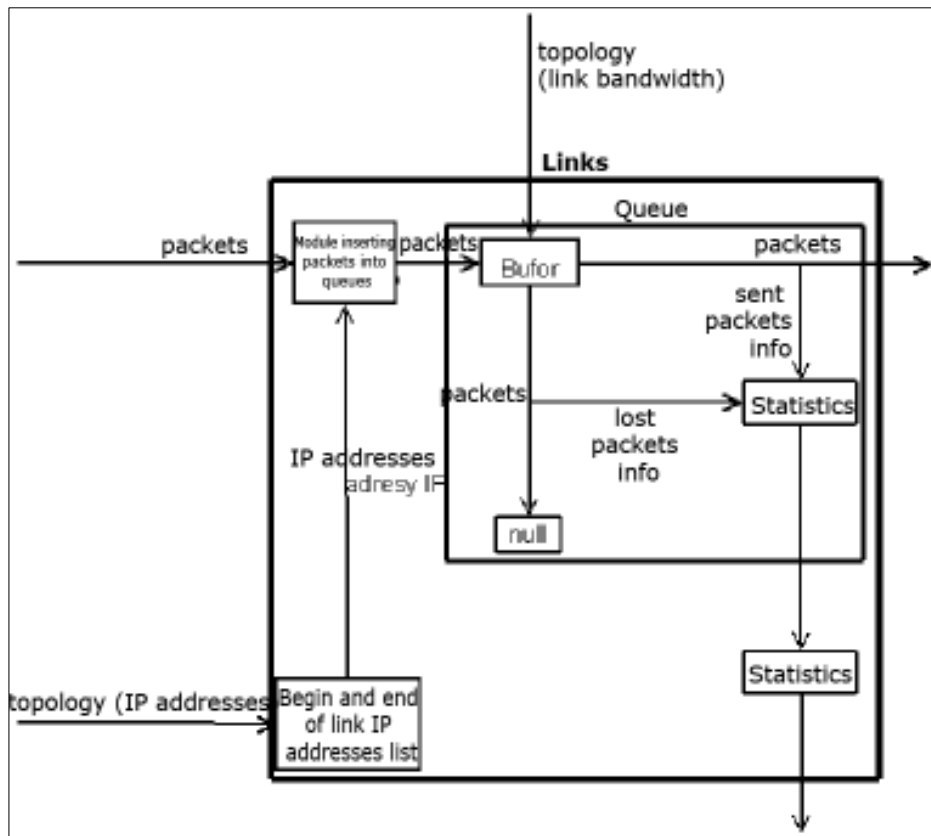 topology
(link bandwidth)
Links
Queue
packets
Module inserting
packets into
queues
packets
Bufor
packets
sent
packets
info
packets
Statistics
lost
packets
info
IP addresses
adresy IF
null
Statistics
topology (IP addresses
Begin and end
of link IP
addresses list